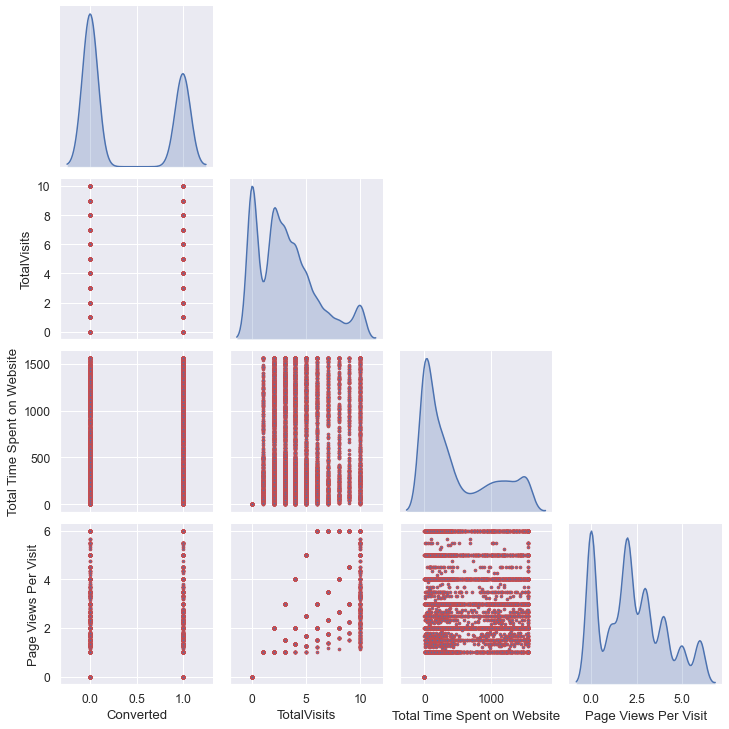 10
8
6
4
2
0
TotalVisits
1500
1000
500
0
Total Time Spent on Website
6
4
2
0
Page Views Per Visit
0.0 0.5 1.0
Converted
0 5 10
TotalVisits
0 1000
Total Time Spent on Website
0.0 2.5 5.0
Page Views Per Visit